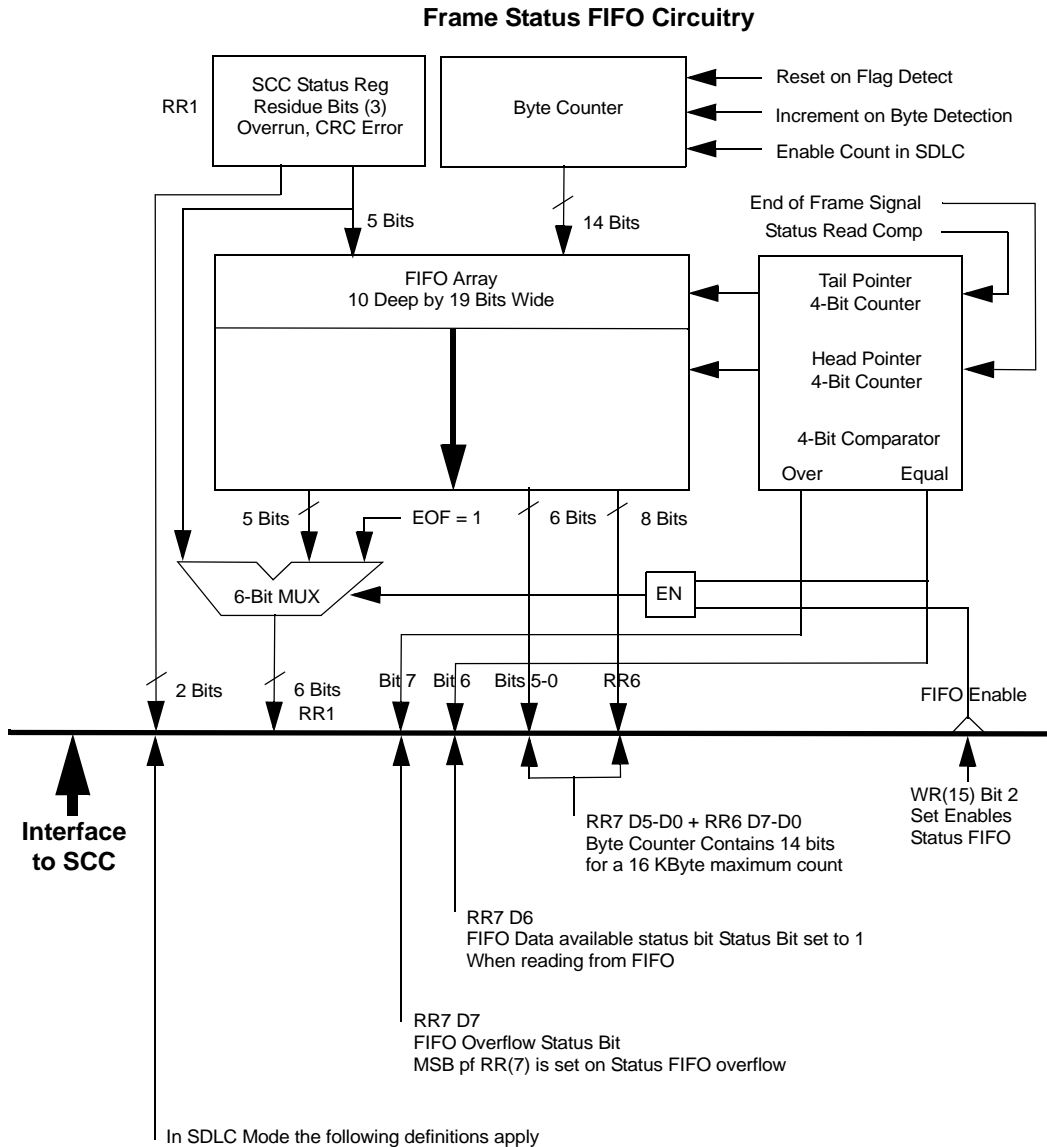 Frame Status FIFO Circuitry
RR1
SCC Status Reg
Residue Bits (3)
Overrun, CRC Error
Byte Counter
Reset on Flag Detect
Increment on Byte Detection
Enable Count in SDLC
5 Bits
14 Bits
End of Frame Signal
Status Read Comp
FIFO Array
10 Deep by 19 Bits Wide
Tail Pointer
4-Bit Counter
Head Pointer
4-Bit Counter
4-Bit Comparator
Over
Equal
5 Bits
EOF = 1
6 Bits
8 Bits
6-Bit MUX
EN
2 Bits
6 Bits
RR1
Bit 7
Bit 6
Bits 5-0
RR6
FIFO Enable
Interface
to SCC
WR(15) Bit 2
Set Enables
Status FIFO
RR7 D5-D0 + RR6 D7-D0
Byte Counter Contains 14 bits
for a 16 KByte maximum count
RR7 D6
FIFO Data available status bit Status Bit set to 1
When reading from FIFO
RR7 D7
FIFO Overflow Status Bit
MSB pf RR(7) is set on Status FIFO overflow
In SDLC Mode the following definitions apply